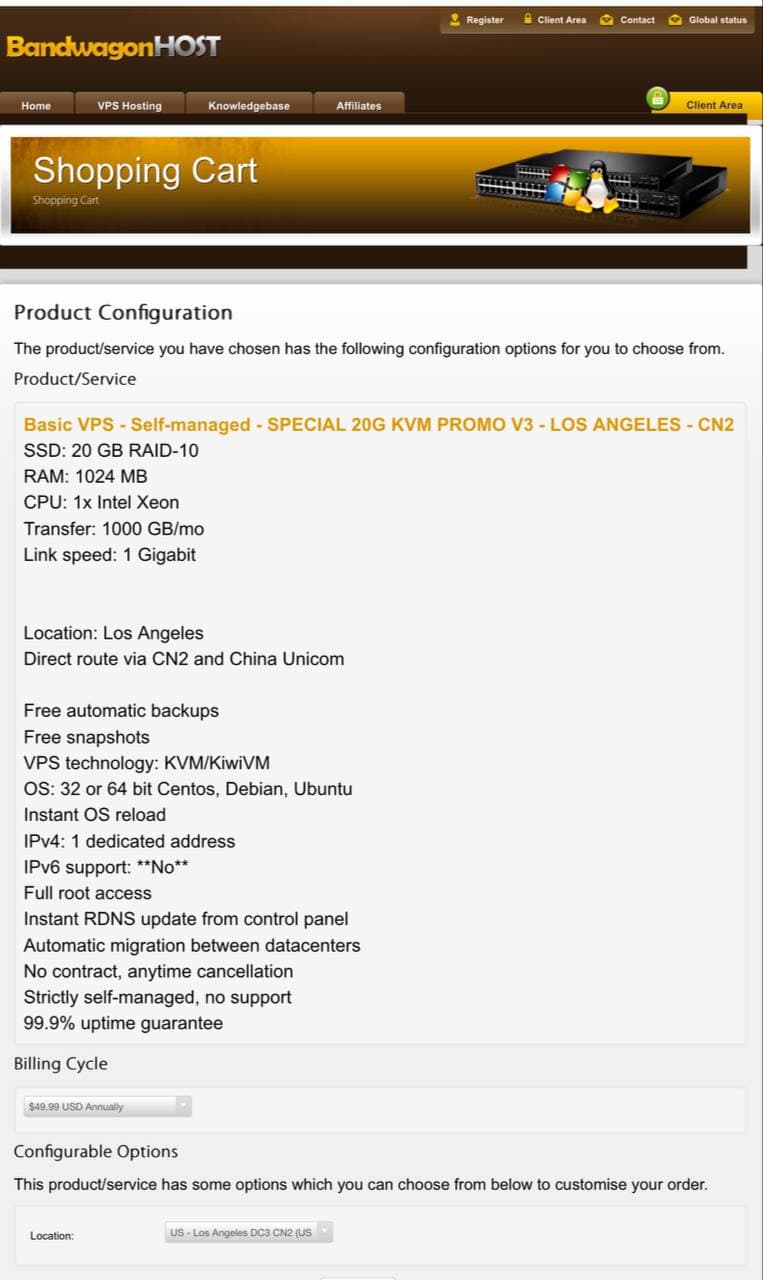 Register Client Area Contact Global status
BandwagonHOST
Home VPS Hosting Knowledgebase Affiliates Client Area
Shopping Cart
Shopping Cart
Product Configuration
The product/service you have chosen has the following configuration options for you to choose from.
Product/Service
Basic VPS - Self-managed - SPECIAL 20G KVM PROMO V3 - LOS ANGELES - CN2
SSD: 20 GB RAID-10
RAM: 1024 MB
CPU: 1x Intel Xeon
Transfer: 1000 GB/mo
Link speed: 1 Gigabit
Location: Los Angeles
Direct route via CN2 and China Unicom
Free automatic backups
Free snapshots
VPS technology: KVM/KiwiVM
OS: 32 or 64 bit Centos, Debian, Ubuntu
Instant OS reload
IPv4: 1 dedicated address
IPv6 support: **No**
Full root access
Instant RDNS update from control panel
Automatic migration between datacenters
No contract, anytime cancellation
Strictly self-managed, no support
99.9% uptime guarantee
Billing Cycle
$49.99 USD Annually
Configurable Options
This product/service has some options which you can choose from below to customise your order.
Location: US - Los Angeles DC3 CN2 (US